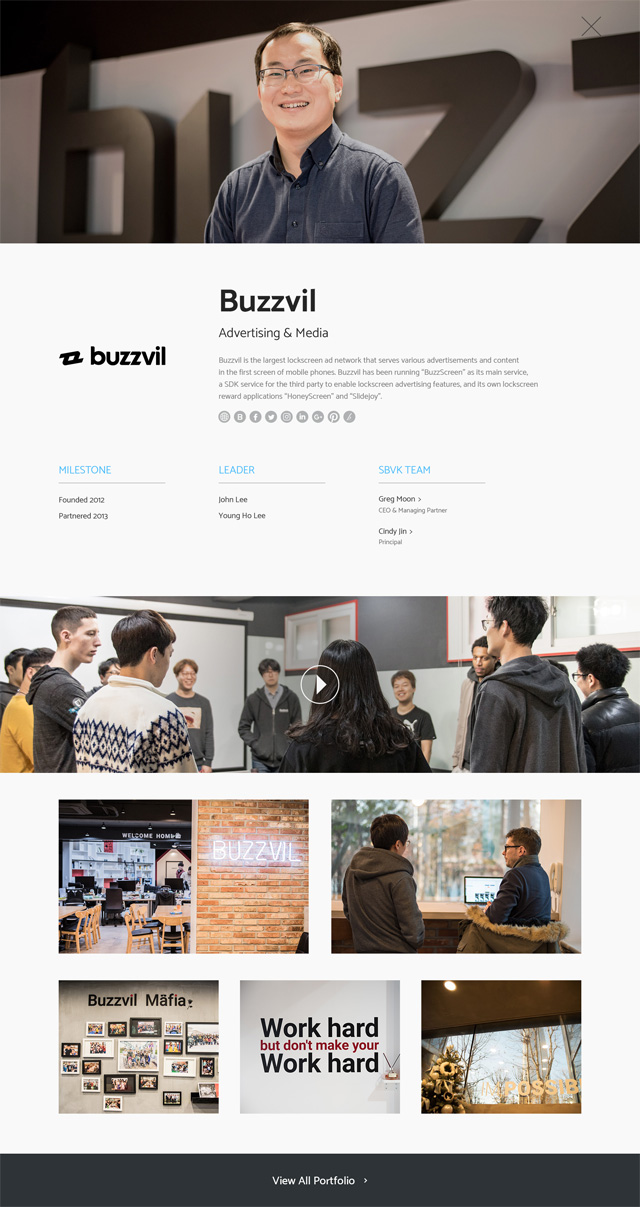 buzz
Buzzvil
Advertising & Media
buzzvil
Buzzvil is the largest lockscreen ad network that serves various advertisements and content
in the first screen of mobile phones. Buzzvil has been running "BuzzScreen" as its main service,
a SDK service for the third party to enable lockscreen advertising features, and its own lockscreen
reward applications "HoneyScreen" and "Slidejoy".
MILESTONE
Founded 2012
Partnered 2013
LEADER
John Lee
Young Ho Lee
SBVK TEAM
Greg Moon >
CEO & Managing Partner
Cindy Jin >
Principal
WELCOME HOME
BUZZVIL
Buzzvil Mâfia
Work hard
but don't make your
Work hard
IMPOSSIB
View All Portfolio >